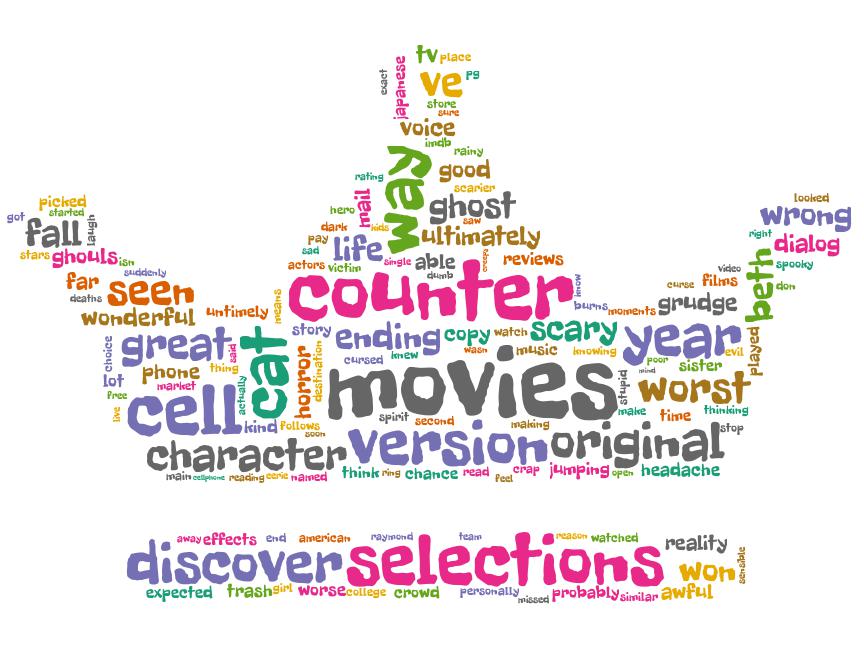 tv place
exact japanese ve pg
store
sure
voice
imdb
way rainy
rating good
scarier
picked mail ghost looked
got started hero saw wrong
fall laugh dark kids right
stars pay life ultimately dialog
ghouls isn sad single able creepy reviews beth
suddenly actors victim dumb video spooky
far seen counter know curse films don
deaths means burns moments grudge
wonderful untimely
story ending copy watch scary year played
choice great said cat horror destination cursed knew wasn music knowing evil
phone thing poor sister
lot market actually movies stupid mind worst
free
live cell spirit second make time thinking
kind follows making stop
soon
character version original
main cellphone reading eerie named think ring chance read feel crap jumping open headache
away effects end american raymond team reason watched reality
discover selections won sensible
expected trash girl worse college crowd personally missed probably similar awful